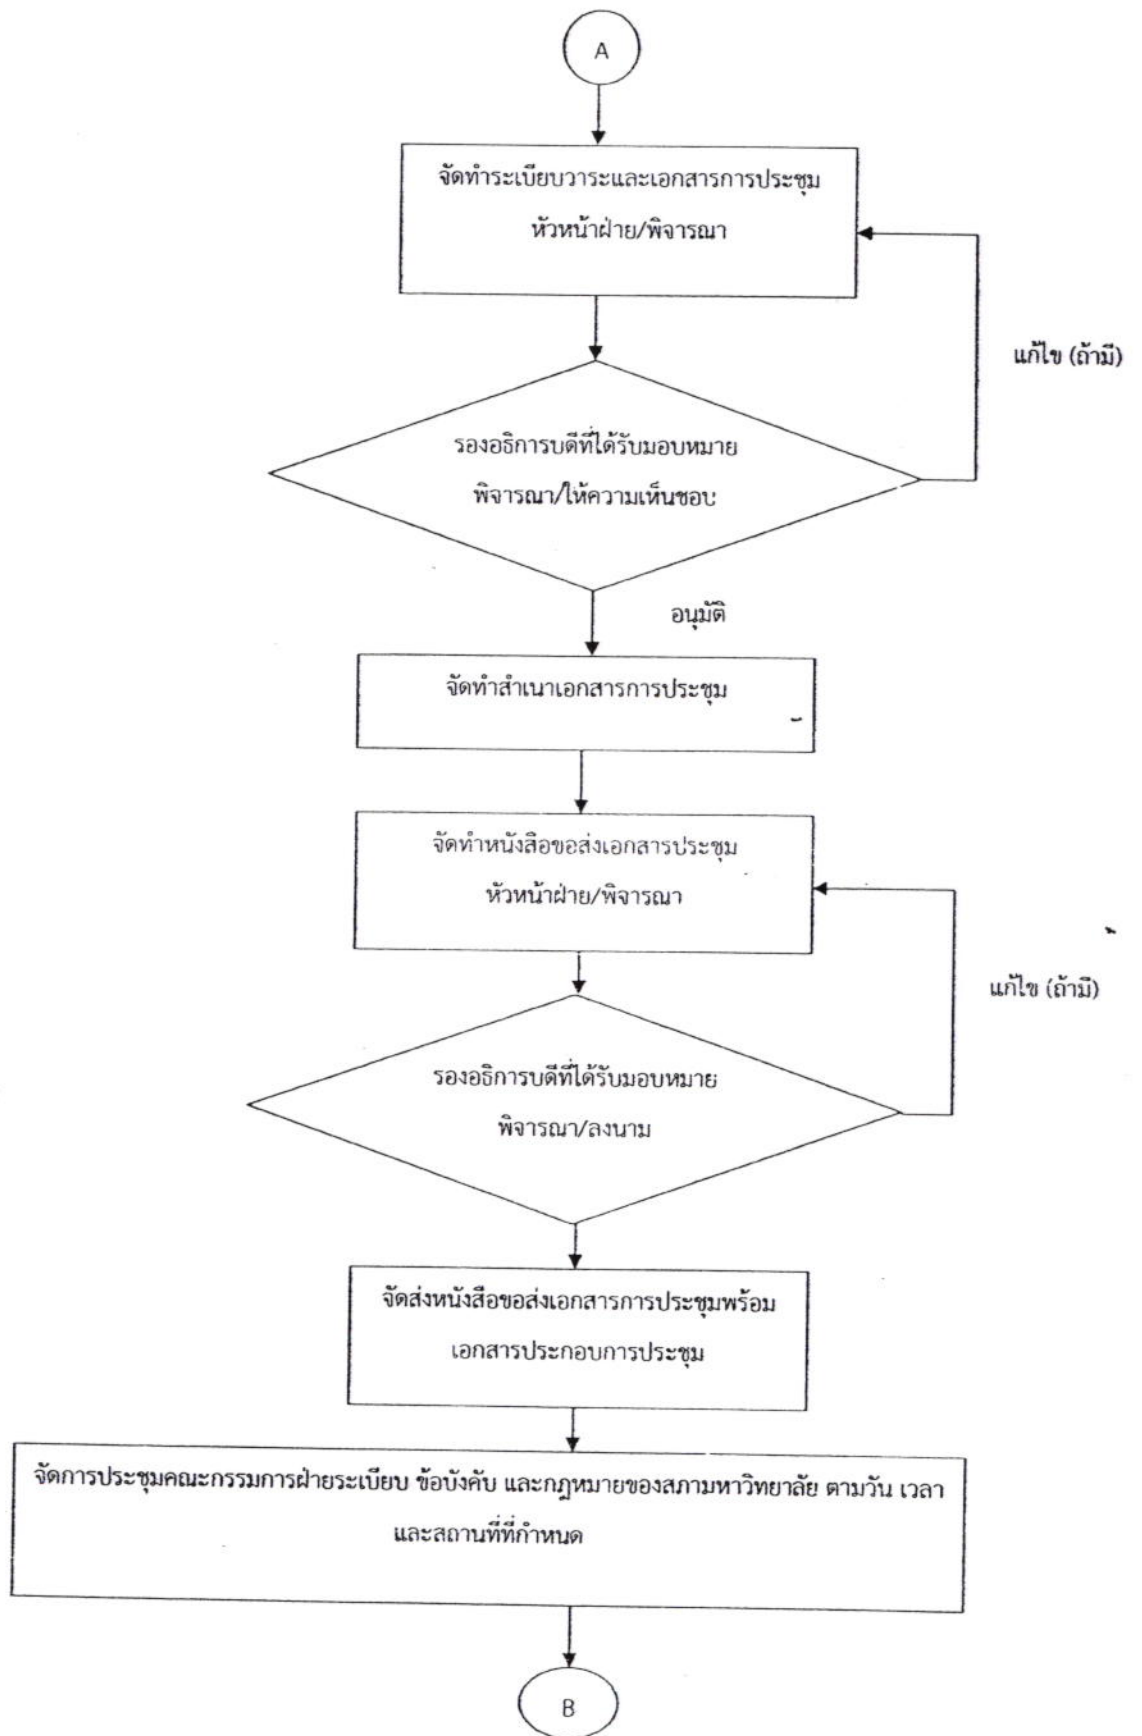 A
จัดทำระเบียบวาระและเอกสารการประชุม
หัวหน้าฝ่าย/พิจารณา
แก้ไข (ถ้ามี)
รองอธิการบดีที่ได้รับมอบหมาย
พิจารณา/ให้ความเห็นชอบ
อนุมัติ
จัดทำสำเนาเอกสารการประชุม
จัดทำหนังสือขอส่งเอกสารประชุม
หัวหน้าฝ่าย/พิจารณา
แก้ไข (ถ้ามี)
รองอธิการบดีที่ได้รับมอบหมาย
พิจารณา/ลงนาม
จัดส่งหนังสือขอส่งเอกสารการประชุมพร้อม
เอกสารประกอบการประชุม
จัดการประชุมคณะกรรมการฝ่ายระเบียบ ข้อบังคับ และกฎหมายของสภามหาวิทยาลัย ตามวัน เวลา
และสถานที่ที่กำหนด
B